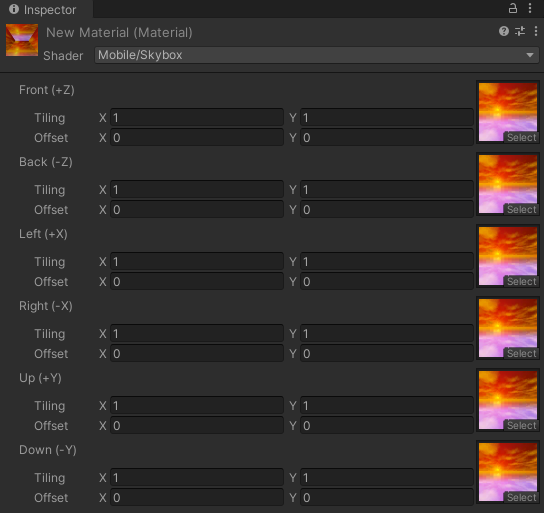 Inspector
New Material (Material)
Shader Mobile/Skybox
Front (+Z)
Tiling X 1 Y 1
Offset X 0 Y 0 Select
Back (-Z)
Tiling X 1 Y 1
Offset X 0 Y 0 Select
Left (+X)
Tiling X 1 Y 1
Offset X 0 Y 0 Select
Right (-X)
Tiling X 1 Y 1
Offset X 0 Y 0 Select
Up (+Y)
Tiling X 1 Y 1
Offset X 0 Y 0 Select
Down (-Y)
Tiling X 1 Y 1
Offset X 0 Y 0 Select